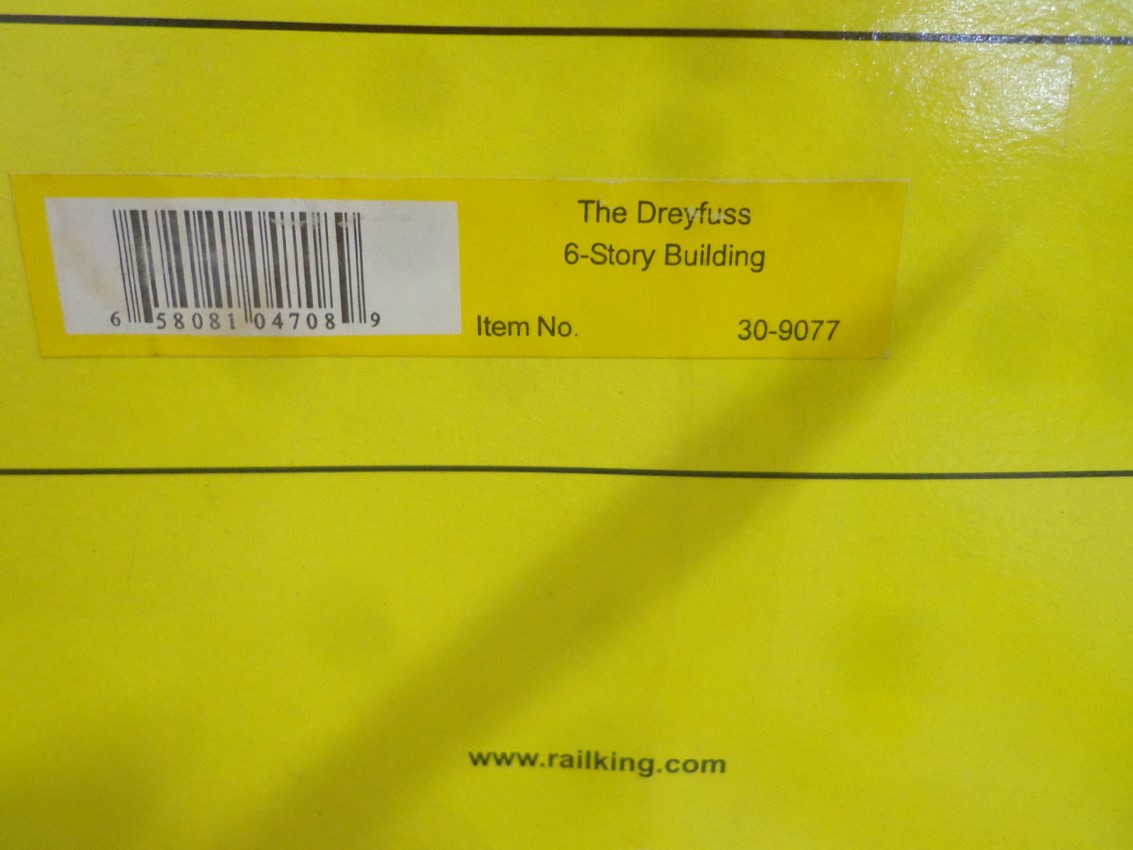 The Dreyfuss
6-Story Building
Item No. 30-9077
6 58081 04708 9
www.railking.com